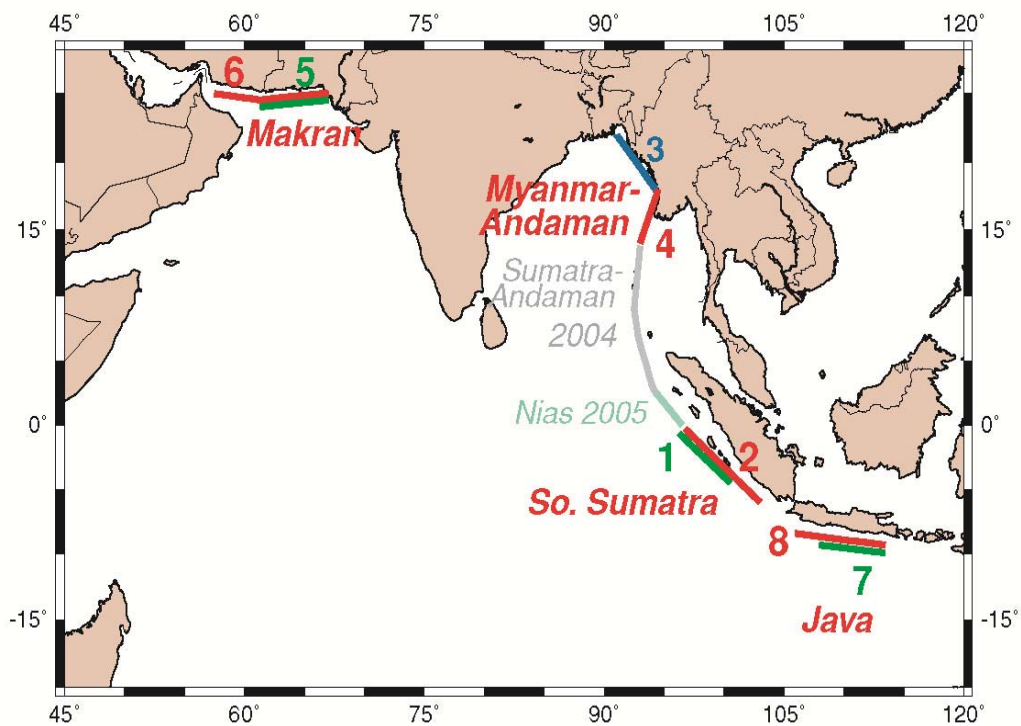 45° 60° 75° 90° 105° 120°
6 5
Makran
3
Myanmar-
Andaman
15° 4 15°
Sumatra-
Andaman
2004
Nias 2005
0° 0°
1 2
So. Sumatra
8
7
Java
-15° -15°
45° 60° 75° 90° 105° 120°